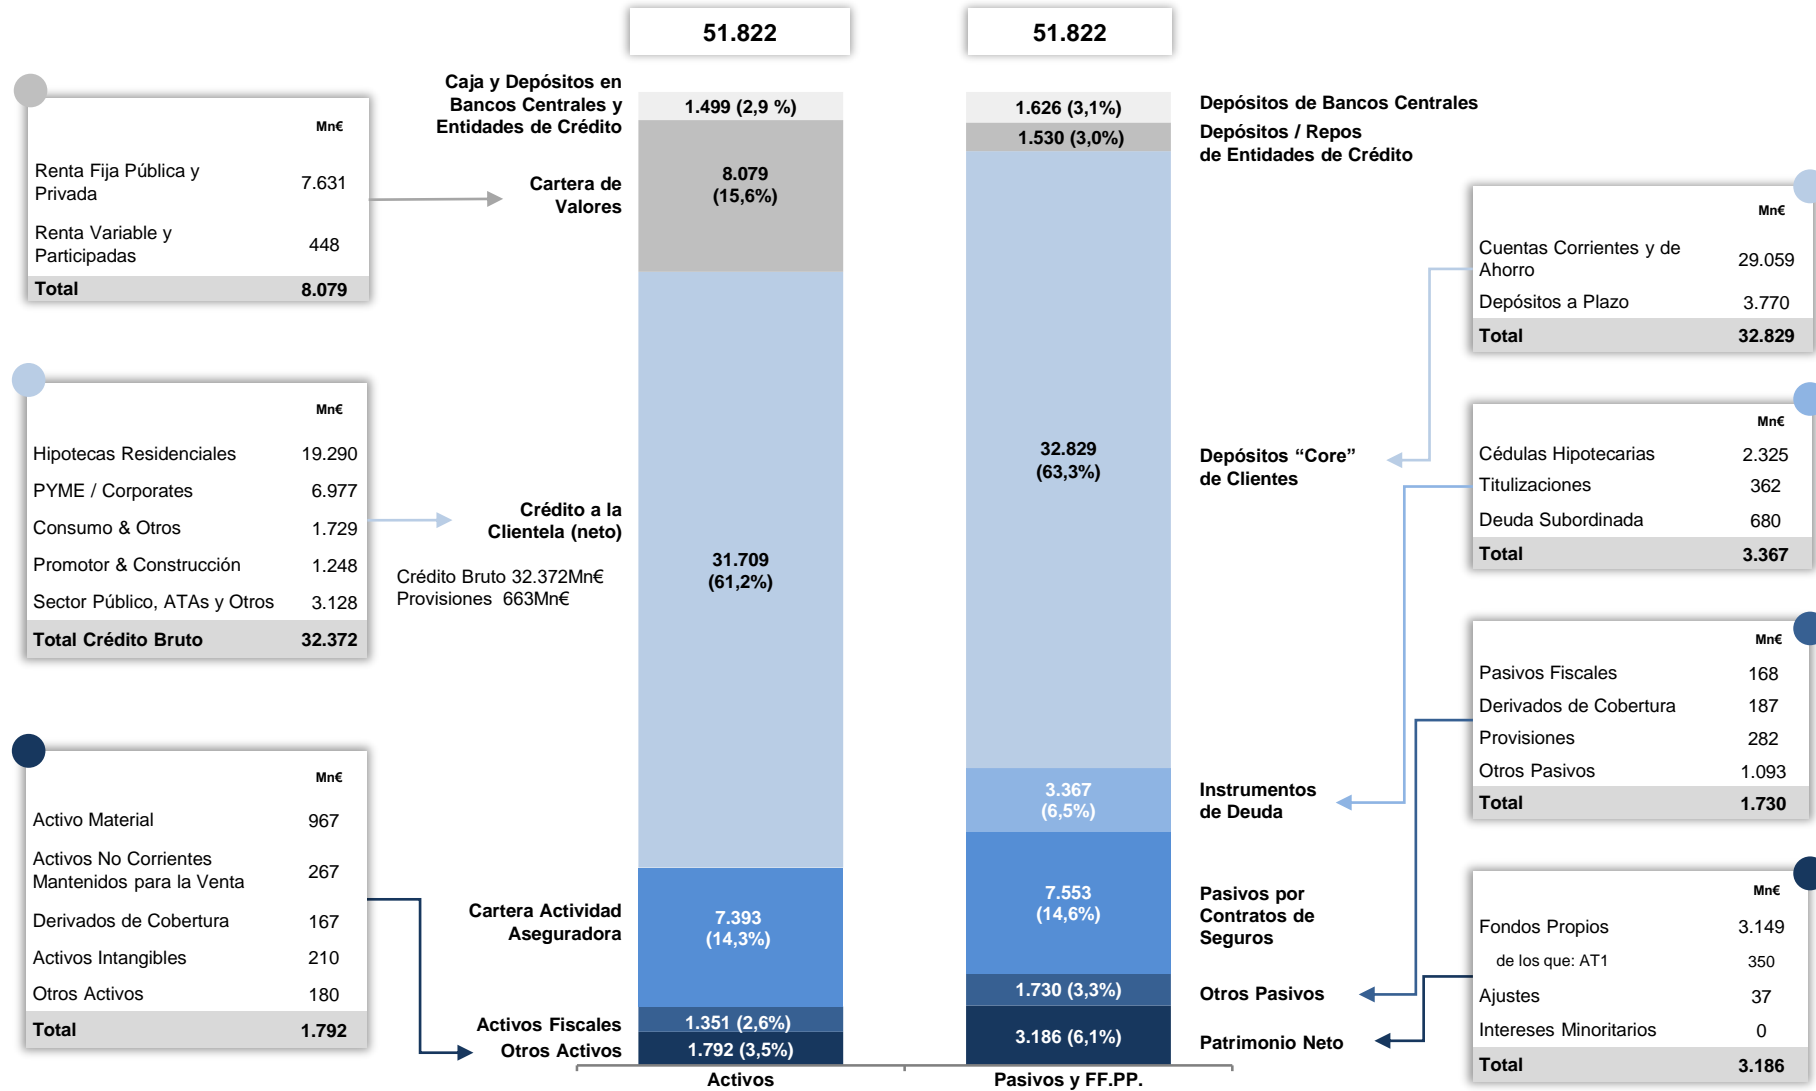 51.822
51.822
Mn€
Renta Fija Pública y
Privada
7.631
Renta Variable y
Participadas
448
Total 8.079
Mn€
Hipotecas Residenciales 19.290
PYME / Corporates 6.977
Consumo & Otros 1.729
Promotor & Construcción 1.248
Sector Público, ATAs y Otros 3.128
Total Crédito Bruto 32.372
Mn€
Activo Material 967
Activos No Corrientes
Mantenidos para la Venta
267
Derivados de Cobertura 167
Activos Intangibles 210
Otros Activos 180
Total 1.792
Caja y Depósitos en
Bancos Centrales y
Entidades de Crédito
Cartera de
Valores
Crédito a la
Clientela (neto)
Crédito Bruto 32.372Mn€
Provisiones 663Mn€
Cartera Actividad
Aseguradora
Activos Fiscales
Otros Activos
1.499 (2,9 %)
8.079
(15,6%)
31.709
(61,2%)
7.393
(14,3%)
1.351 (2,6%)
1.792 (3,5%)
Activos
1.626 (3,1%)
1.530 (3,0%)
32.829
(63,3%)
3.367
(6,5%)
7.553
(14,6%)
1.730 (3,3%)
3.186 (6,1%)
Pasivos y FF.PP.
Depósitos de Bancos Centrales
Depósitos / Repos
de Entidades de Crédito
Depósitos “Core”
de Clientes
Instrumentos
de Deuda
Pasivos por
Contratos de
Seguros
Otros Pasivos
Patrimonio Neto
Mn€
Cuentas Corrientes y de
Ahorro
29.059
Depósitos a Plazo 3.770
Total 32.829
Mn€
Cédulas Hipotecarias 2.325
Titulizaciones 362
Deuda Subordinada 680
Total 3.367
Mn€
Pasivos Fiscales 168
Derivados de Cobertura 187
Provisiones 282
Otros Pasivos 1.093
Total 1.730
Mn€
Fondos Propios 3.149
de los que: AT1 350
Ajustes 37
Intereses Minoritarios 0
Total 3.186